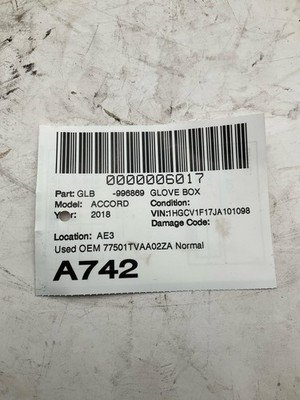 0000006017
Part: GLB -996869 GLOVE BOX
Model: ACCORD Condition:
Year: 2018 VIN:1HGCV1F17JA101098
Damage Code:
Location: AE3
Used OEM 77501TVAA02ZA Normal
A742